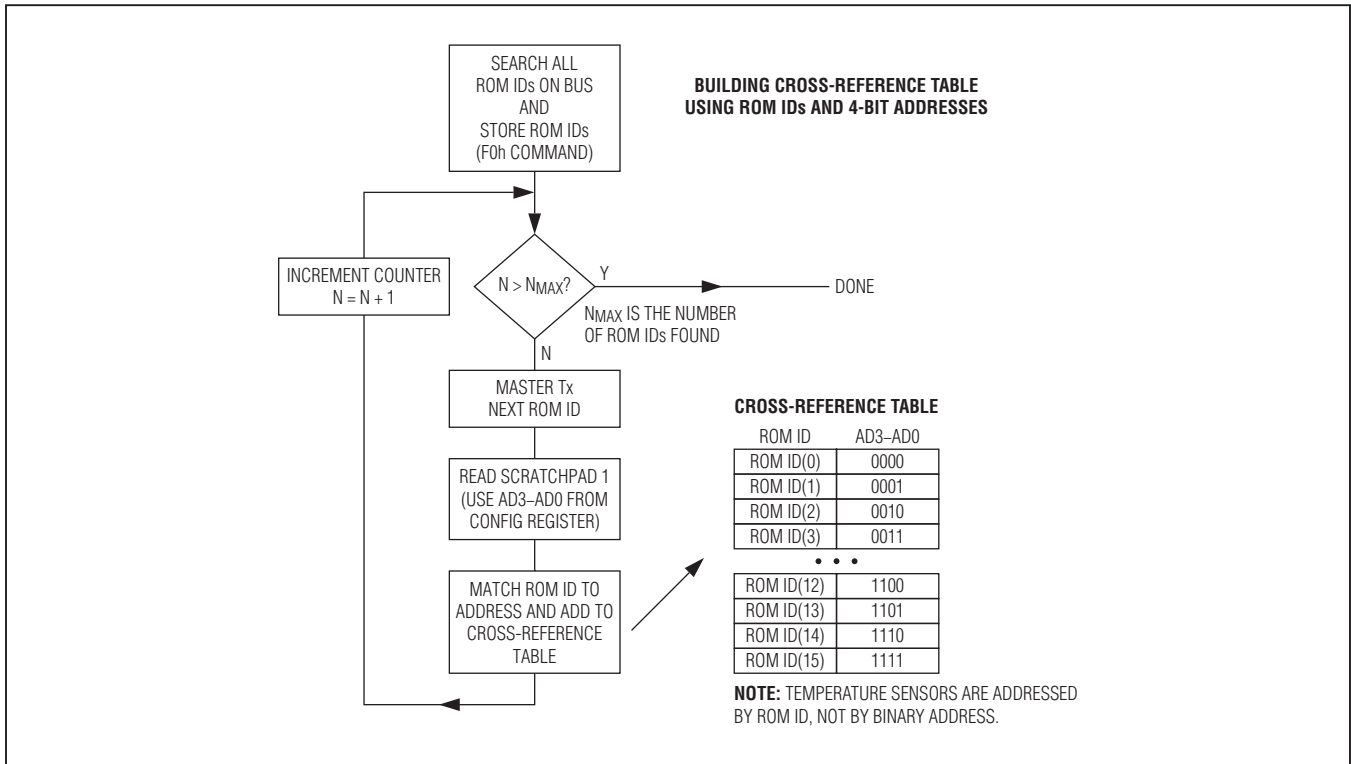 SEARCH ALL
ROM IDs ON BUS
AND
STORE ROM IDs
(F0h COMMAND)
BUILDING CROSS-REFERENCE TABLE
USING ROM IDs AND 4-BIT ADDRESSES
INCREMENT COUNTER
N = N + 1
N > NMAX?
Y
DONE
NMAX IS THE NUMBER
OF ROM IDs FOUND
N
MASTER Tx
NEXT ROM ID
READ SCRATCHPAD 1
(USE AD3–AD0 FROM
CONFIG REGISTER)
MATCH ROM ID TO
ADDRESS AND ADD TO
CROSS-REFERENCE
TABLE
CROSS-REFERENCE TABLE
ROM ID AD3–AD0
ROM ID(0) 0000
ROM ID(1) 0001
ROM ID(2) 0010
ROM ID(3) 0011
• • •
ROM ID(12) 1100
ROM ID(13) 1101
ROM ID(14) 1110
ROM ID(15) 1111
NOTE: TEMPERATURE SENSORS ARE ADDRESSED
BY ROM ID, NOT BY BINARY ADDRESS.